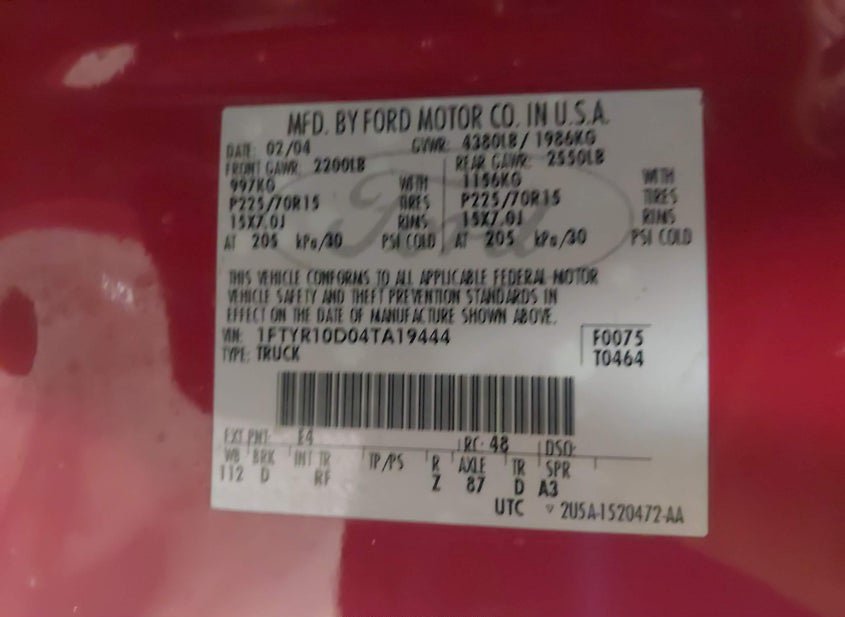 MFD. BY FORD MOTOR CO. IN U.S.A.
DATE: 02/04 GVWR: 4380LB/ 1986KG
FRONT GAWR: 2200LB REAR GAWR: 2550LB
997KG WITH 1156KG WITH
P225/70R15 TIRES P225/70R15 TIRES
15X7.0J RIMS 15X7.0J RIMS
AT 205 kPa/30 PSI COLD AT 205 kPa/30 PSI COLD
Ford
THIS VEHICLE CONFORMS TO ALL APPLICABLE FEDERAL MOTOR
VEHICLE SAFETY AND THEFT PREVENTION STANDARDS IN
EFFECT ON THE DATE OF MANUFACTURE SHOWN ABOVE.
VIN: 1FTYR10D04TA19444 F0075
TYPE: TRUCK T0464
EXT PNT: E4 RC: 48 DSO:
WB BRK INT TR TP/PS R AXLE TR SPR
112 D RF Z 87 D A3
UTC ▽ 2U5A-1520472-AA